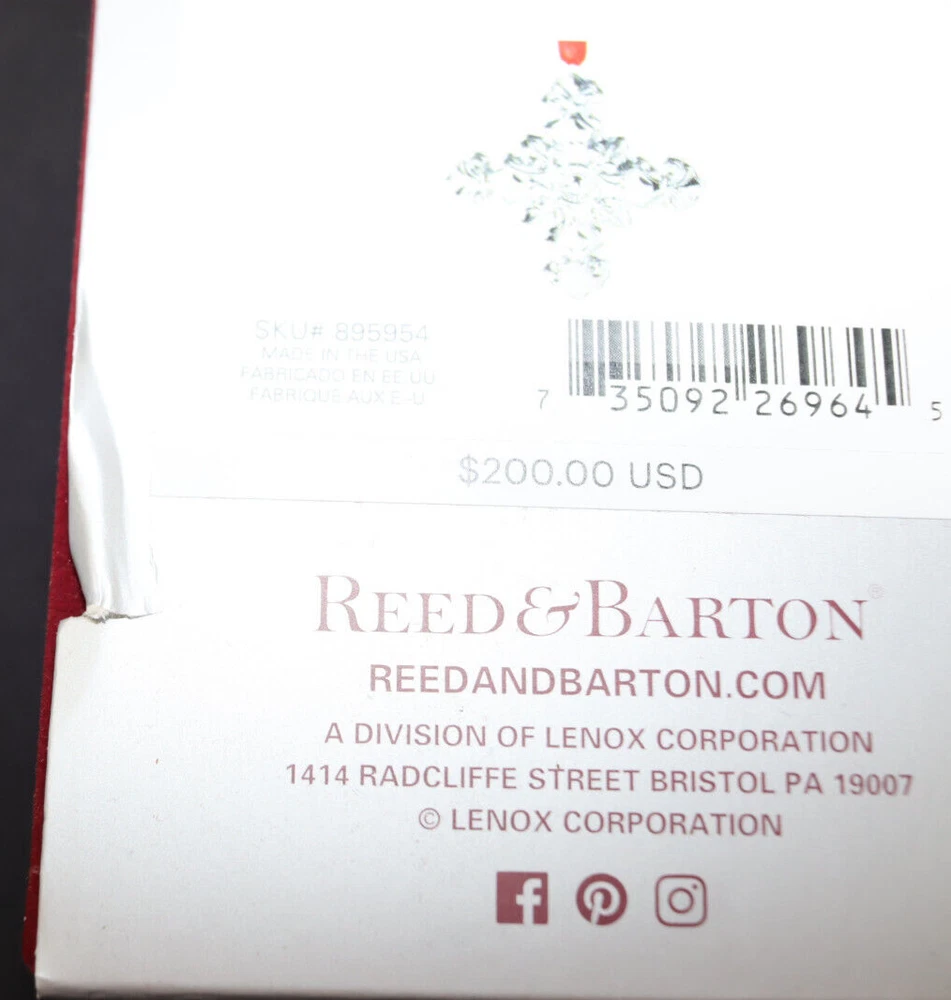 SKU# 895954
MADE IN THE USA
FABRICADO EN EE.UU
FABRIQUÉ AUX E.-U.
7 35092 26964 5
$200.00 USD
REED & BARTON®
REEDANDBARTON.COM
A DIVISION OF LENOX CORPORATION
1414 RADCLIFFE STREET BRISTOL PA 19007
© LENOX CORPORATION